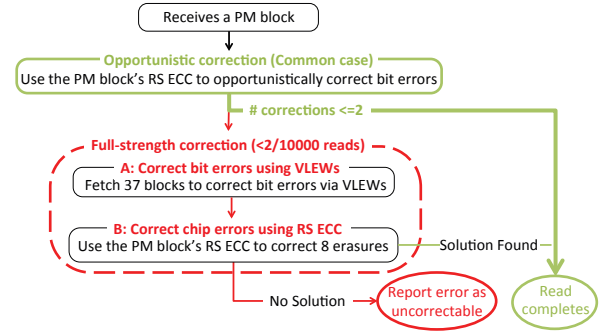 Receives a PM block
Opportunistic correction (Common case)
Use the PM block's RS ECC to opportunistically correct bit errors
# corrections <=2
Full-strength correction (<2/10000 reads)
A: Correct bit errors using VLEWs
Fetch 37 blocks to correct bit errors via VLEWs
B: Correct chip errors using RS ECC
Use the PM block's RS ECC to correct 8 erasures
Solution Found
No Solution
Report error as
uncorrectable
Read
completes